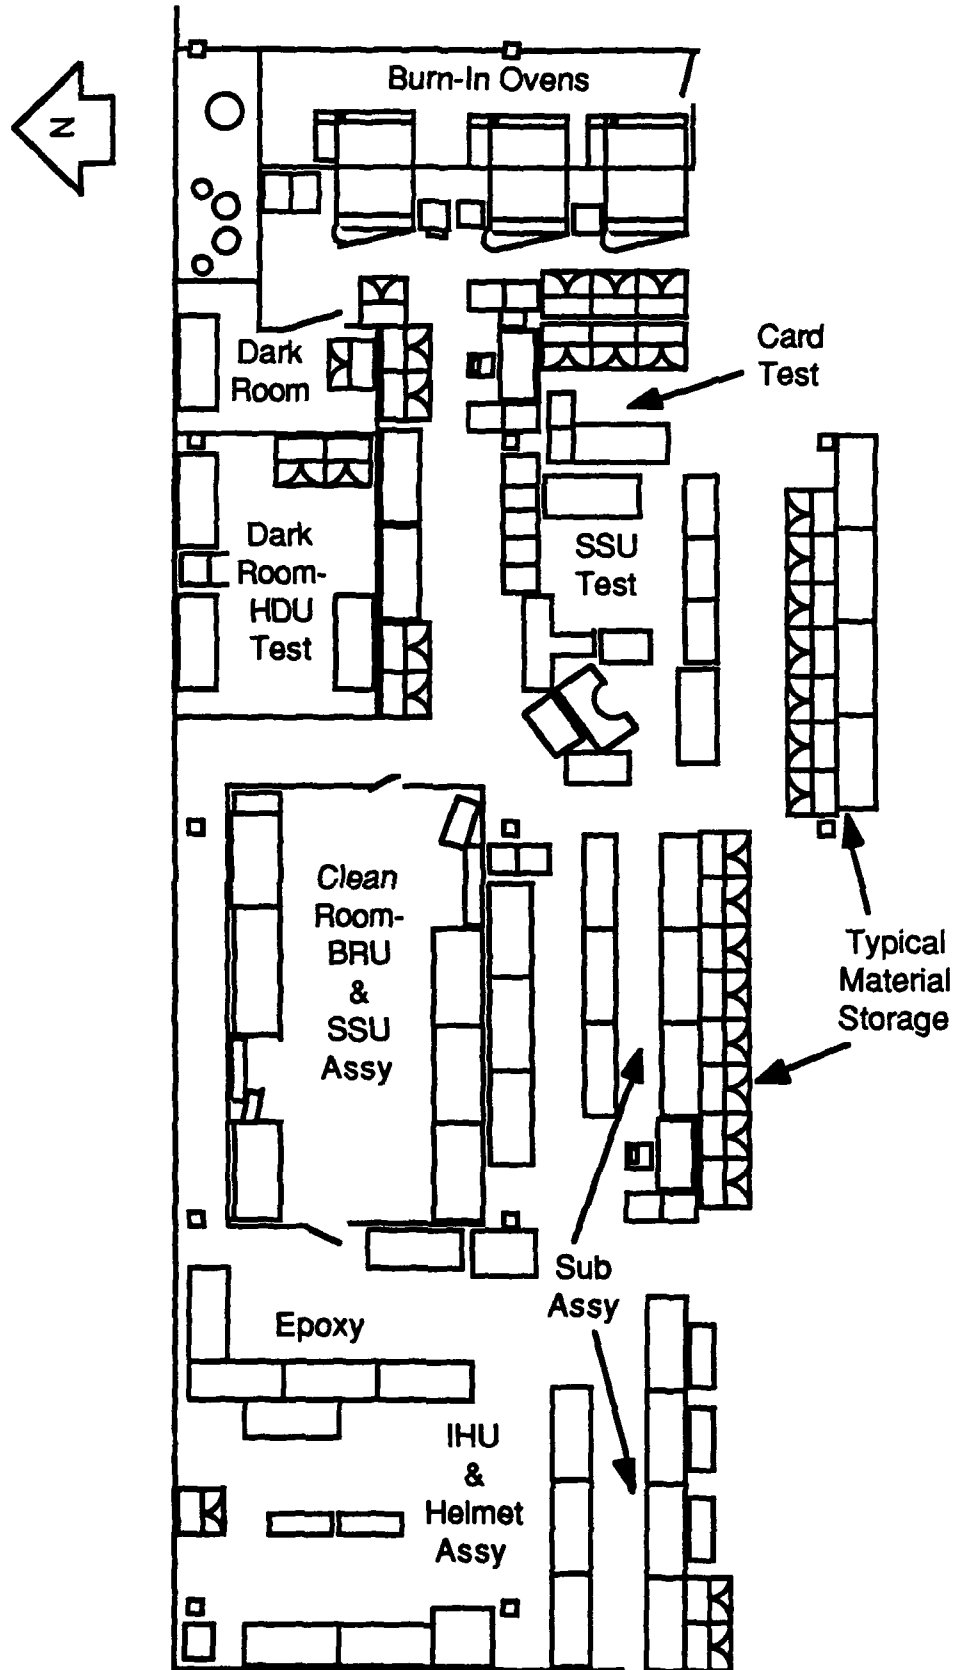 Burn-In Ovens
N
Card
Test
Dark
Room
Dark
Room-
HDU
Test
SSU
Test
Clean
Room-
BRU
&
SSU
Assy
Typical
Material
Storage
Sub
Assy
Epoxy
IHU
&
Helmet
Assy